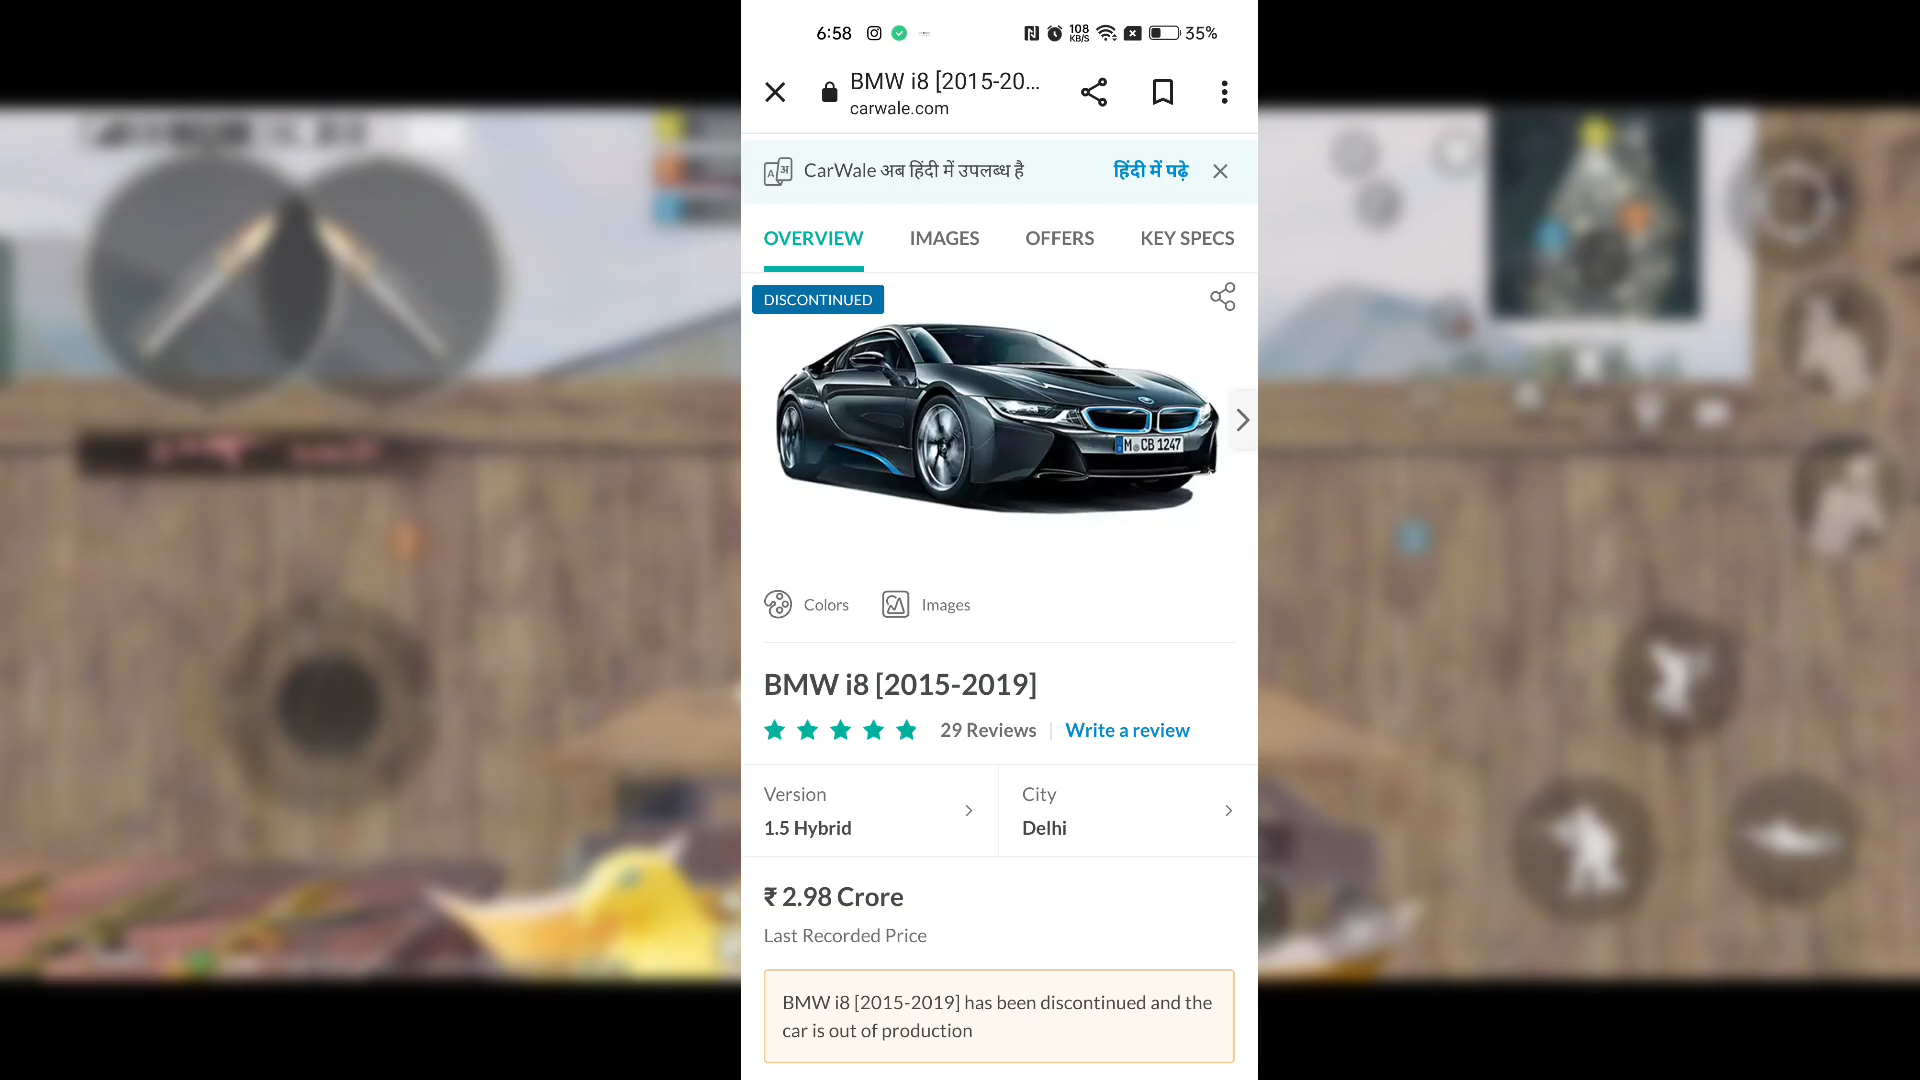 6:58 108 KB/S 35%
BMW i8 [2015-20...
carwale.com
CarWale अब हिंदी में उपलब्ध है हिंदी में पढ़े
OVERVIEW IMAGES OFFERS KEY SPECS
DISCONTINUED
M CB 1247
Colors Images
BMW i8 [2015-2019]
29 Reviews Write a review
Version City
1.5 Hybrid Delhi
₹ 2.98 Crore
Last Recorded Price
BMW i8 [2015-2019] has been discontinued and the
car is out of production